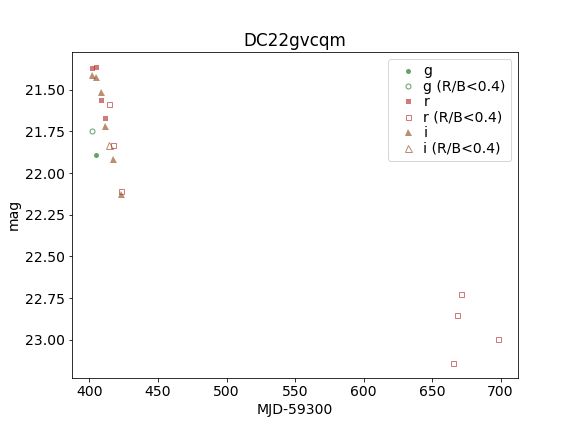 DC22gvcqm
g
g (R/B<0.4)
r
r (R/B<0.4)
i
i (R/B<0.4)
mag
21.50
21.75
22.00
22.25
22.50
22.75
23.00
400
450
500
550
600
650
700
MJD-59300